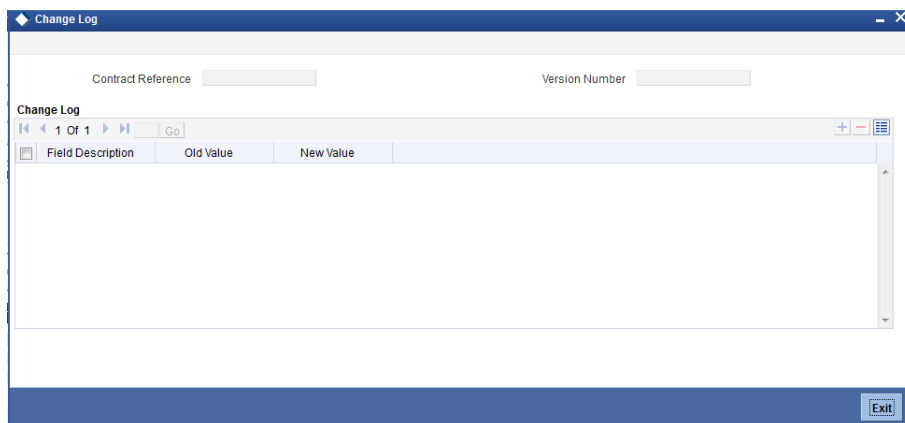 Change Log
Contract Reference Version Number
Change Log
1 Of 1 Go
Field Description Old Value New Value
Exit